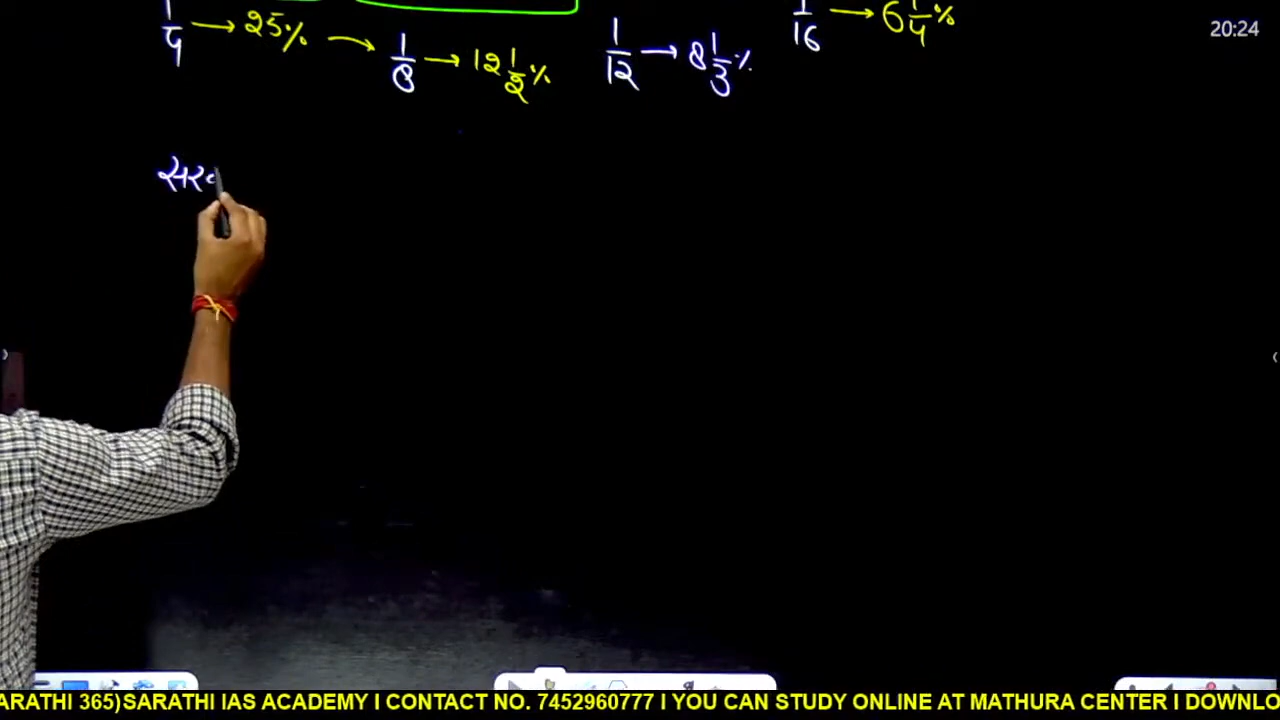 20:24
1/4 → 25% → 1/8 → 12 1/2% 1/12 → 8 1/3% 1/16 → 6 1/4%
सर
ARATHI 365)SARATHI IAS ACADEMY I CONTACT NO. 7452960777 I YOU CAN STUDY ONLINE AT MATHURA CENTER I DOWNLO